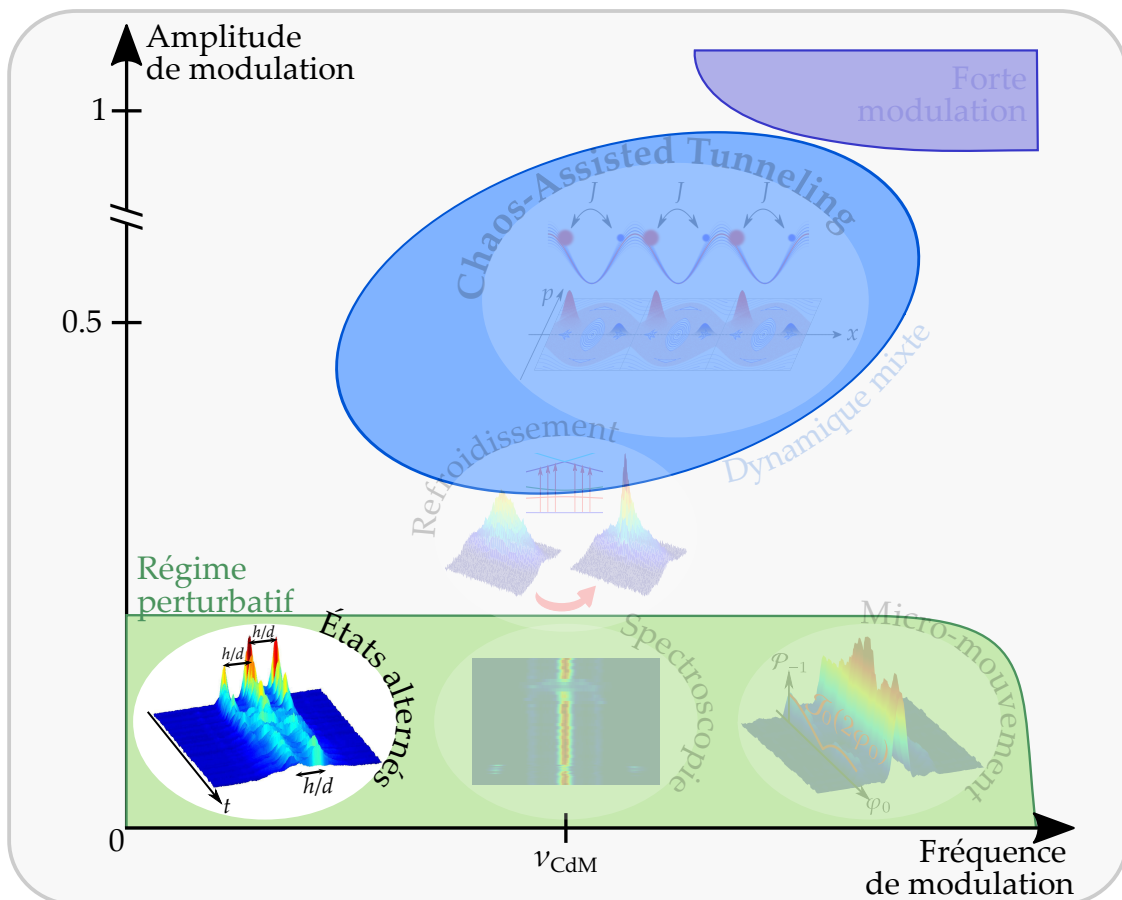 Amplitude
de modulation
1
0.5
0
Forte
modulation
Chaos-Assisted Tunneling
J
J
J
p
x
Dynamique mixte
Refroidissement
Régime
perturbatif
États alternés
h/d
h/d
h/d
t
Spectroscopie
Micro-mouvement
𝒫₋₁
φ₀
ν_CdM
Fréquence
de modulation